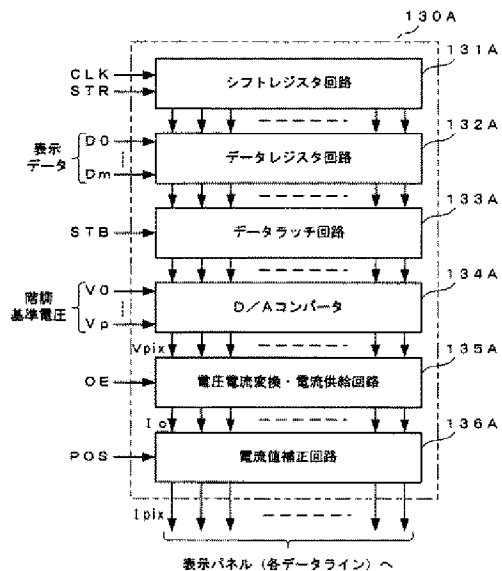 130A
131A
CLK
STR
シフトレジスタ回路
132A
表示
データ
D0
Dm
データレジスタ回路
133A
STB
データラッチ回路
134A
階調
基準電圧
V0
Vp
D/Aコンバータ
Vpix
135A
OE
電圧電流変換・電流供給回路
Io
136A
POS
電流値補正回路
Ipix
表示パネル（各データライン）へ